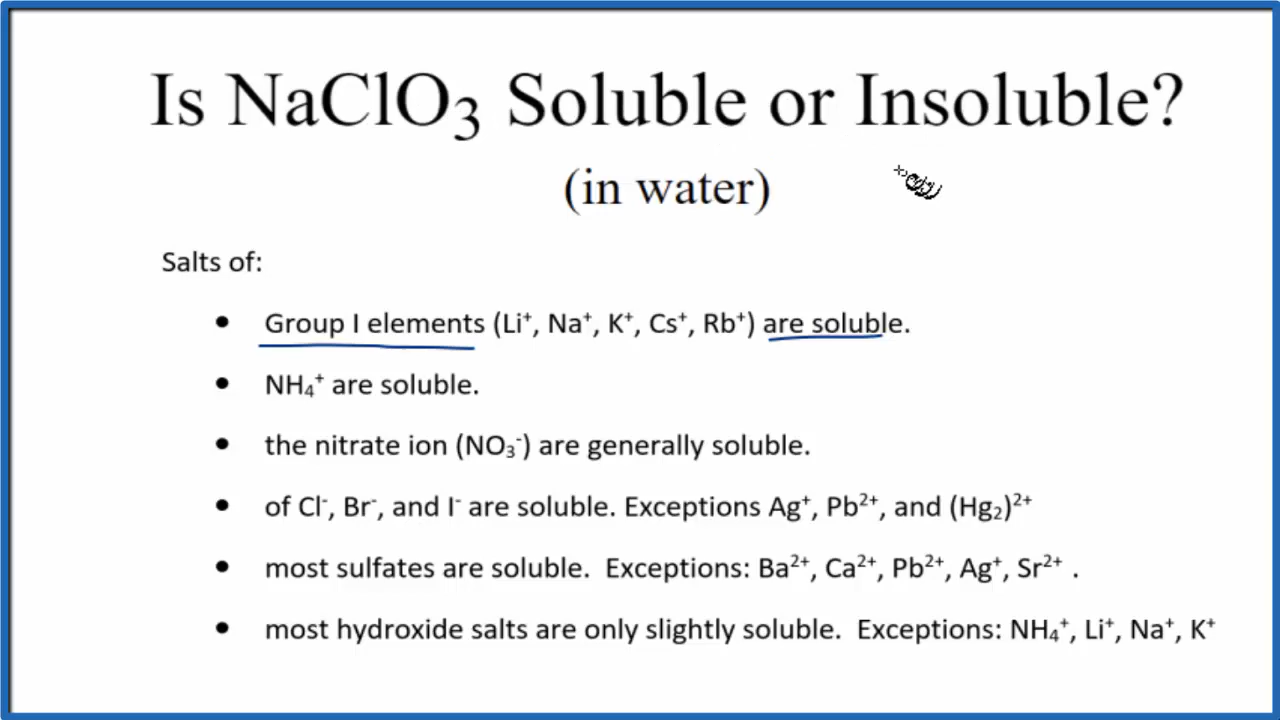 Is NaClO₃ Soluble or Insoluble?
(in water)
Salts of:
• Group I elements (Li⁺, Na⁺, K⁺, Cs⁺, Rb⁺) are soluble.
• NH₄⁺ are soluble.
• the nitrate ion (NO₃⁻) are generally soluble.
• of Cl⁻, Br⁻, and I⁻ are soluble. Exceptions Ag⁺, Pb²⁺, and (Hg₂)²⁺
• most sulfates are soluble.  Exceptions: Ba²⁺, Ca²⁺, Pb²⁺, Ag⁺, Sr²⁺ .
• most hydroxide salts are only slightly soluble.  Exceptions: NH₄⁺, Li⁺, Na⁺, K⁺